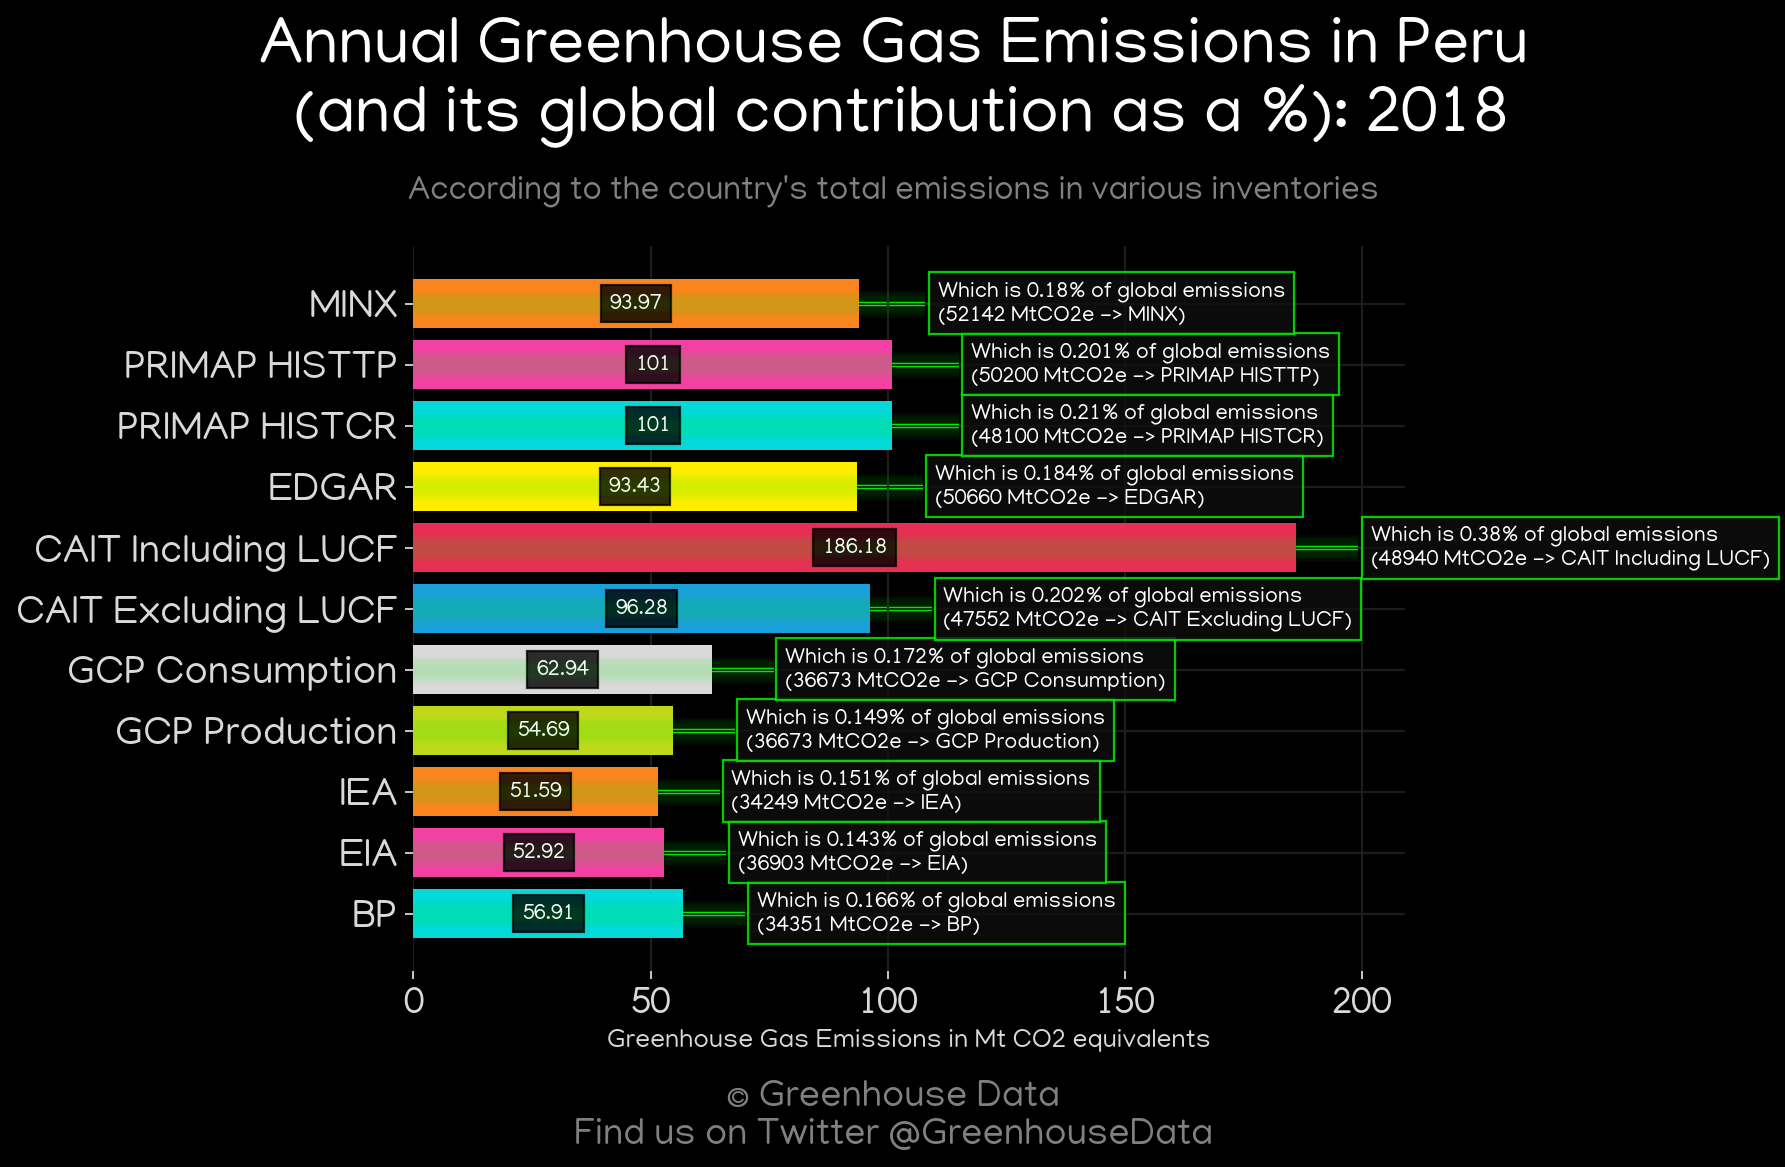 Annual Greenhouse Gas Emissions in Peru
(and its global contribution as a %): 2018
According to the country's total emissions in various inventories
MINX
93.97
Which is 0.18% of global emissions
(52142 MtCO2e -> MINX)
PRIMAP HISTTP
101
Which is 0.201% of global emissions
(50200 MtCO2e -> PRIMAP HISTTP)
PRIMAP HISTCR
101
Which is 0.21% of global emissions
(48100 MtCO2e -> PRIMAP HISTCR)
EDGAR
93.43
Which is 0.184% of global emissions
(50660 MtCO2e -> EDGAR)
CAIT Including LUCF
186.18
Which is 0.38% of global emissions
(48940 MtCO2e -> CAIT Including LUCF)
CAIT Excluding LUCF
96.28
Which is 0.202% of global emissions
(47552 MtCO2e -> CAIT Excluding LUCF)
GCP Consumption
62.94
Which is 0.172% of global emissions
(36673 MtCO2e -> GCP Consumption)
GCP Production
54.69
Which is 0.149% of global emissions
(36673 MtCO2e -> GCP Production)
IEA
51.59
Which is 0.151% of global emissions
(34249 MtCO2e -> IEA)
EIA
52.92
Which is 0.143% of global emissions
(36903 MtCO2e -> EIA)
BP
56.91
Which is 0.166% of global emissions
(34351 MtCO2e -> BP)
0 50 100 150 200
Greenhouse Gas Emissions in Mt CO2 equivalents
© Greenhouse Data
Find us on Twitter @GreenhouseData